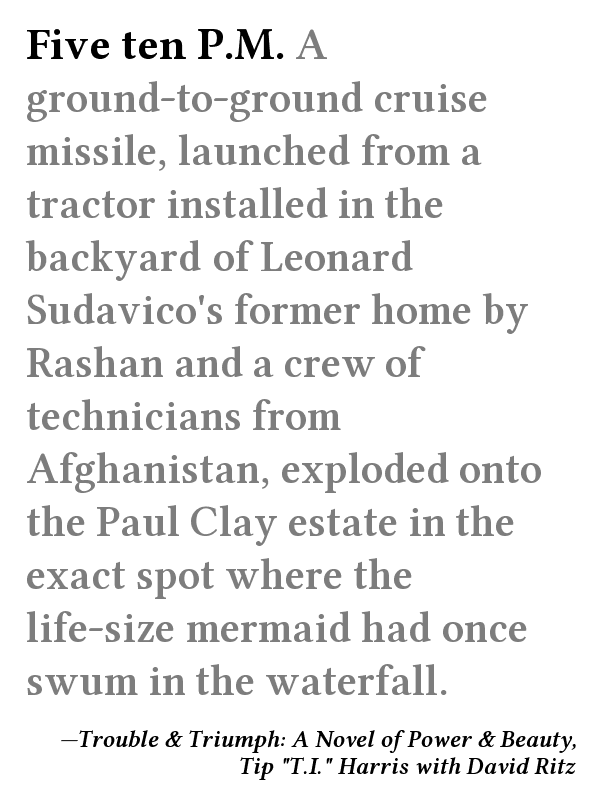 Five ten P.M. A
ground-to-ground cruise
missile, launched from a
tractor installed in the
backyard of Leonard
Sudavico's former home by
Rashan and a crew of
technicians from
Afghanistan, exploded onto
the Paul Clay estate in the
exact spot where the
life-size mermaid had once
swum in the waterfall.
—Trouble & Triumph: A Novel of Power & Beauty,
Tip "T.I." Harris with David Ritz